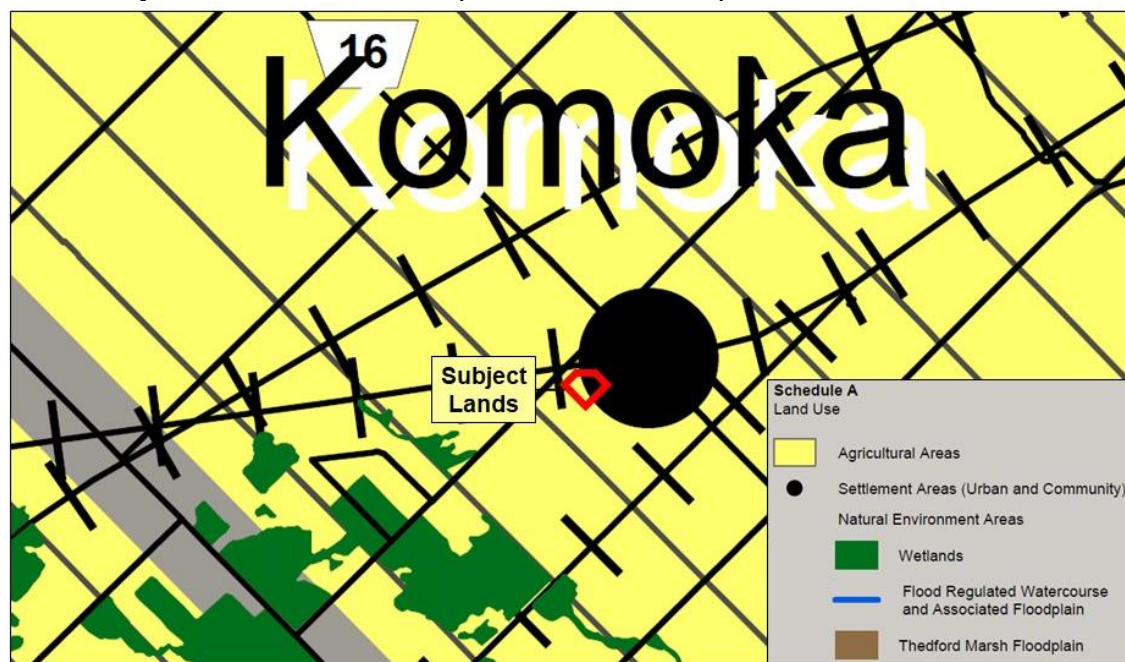 16
Komoka
Subject
Lands
Schedule A
Land Use
Agricultural Areas
Settlement Areas (Urban and Community)
Natural Environment Areas
Wetlands
Flood Regulated Watercourse
and Associated Floodplain
Thedford Marsh Floodplain